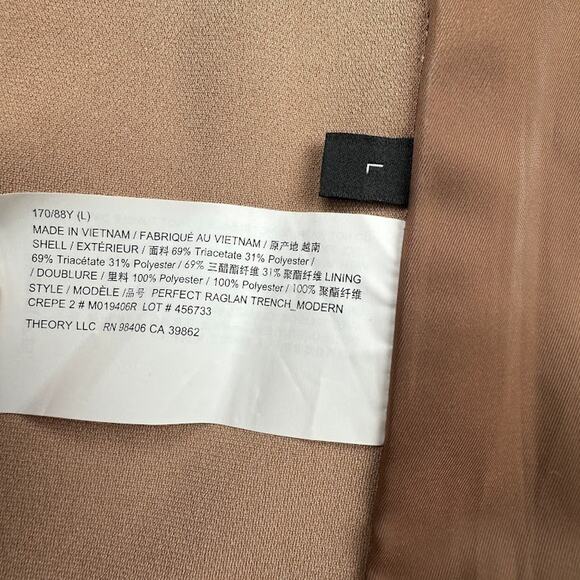 L
170/88Y (L)
MADE IN VIETNAM / FABRIQUÉ AU VIETNAM / 原产地 越南
SHELL / EXTÉRIEUR / 面料 69% Triacetate 31% Polyester /
69% Triacétate 31% Polyester / 69% 三醋酯纤维 31% 聚酯纤维 LINING
/ DOUBLURE / 里料 100% Polyester / 100% Polyester / 100% 聚酯纤维
STYLE / MODÈLE /品号 PERFECT RAGLAN TRENCH_MODERN
CREPE 2 # M019406R LOT # 456733
THEORY LLC RN 98406 CA 39862